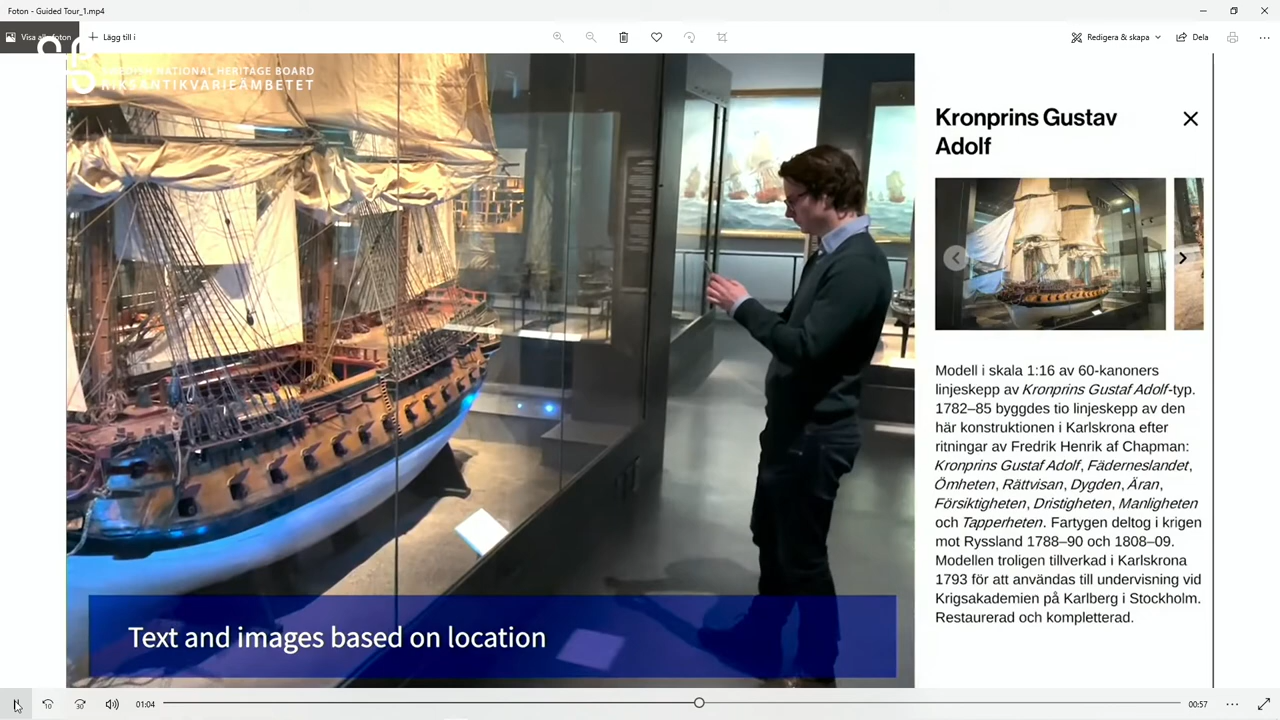 Foton - Guided Tour_1.mp4
Visa alla foton
Lägg till i
Redigera & skapa
Dela
SWEDISH NATIONAL HERITAGE BOARD
RIKSANTIKVARIEÄMBETET
Kronprins Gustav
Adolf
Modell i skala 1:16 av 60-kanoners
linjeskepp av Kronprins Gustaf Adolf-typ.
1782–85 byggdes tio linjeskepp av den
här konstruktionen i Karlskrona efter
ritningar av Fredrik Henrik af Chapman:
Kronprins Gustaf Adolf, Fäderneslandet,
Ömheten, Rättvisan, Dygden, Äran,
Försiktigheten, Dristigheten, Manligheten
och Tapperheten. Fartygen deltog i krigen
mot Ryssland 1788–90 och 1808–09.
Modellen troligen tillverkad i Karlskrona
1793 för att användas till undervisning vid
Krigsakademien på Karlberg i Stockholm.
Restaurerad och kompletterad.
Text and images based on location
10
30
01:04
00:57